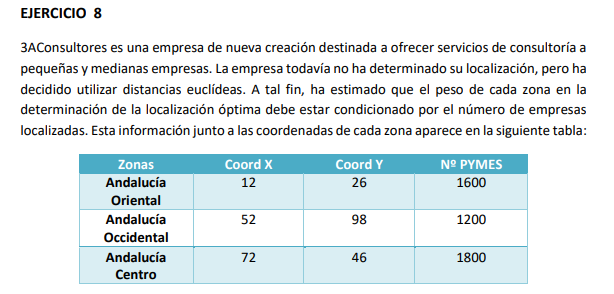 EJERCICIO 8
3AConsultores es una empresa de nueva creación destinada a ofrecer servicios de consultoría a
pequeñas y medianas empresas. La empresa todavía no ha determinado su localización, pero ha
decidido utilizar distancias euclídeas. A tal fin, ha estimado que el peso de cada zona en la
determinación de la localización óptima debe estar condicionado por el número de empresas
localizadas. Esta información junto a las coordenadas de cada zona aparece en la siguiente tabla:
Zonas Coord X Coord Y Nº PYMES
Andalucía 12 26 1600
Oriental
Andalucía 52 98 1200
Occidental
Andalucía 72 46 1800
Centro